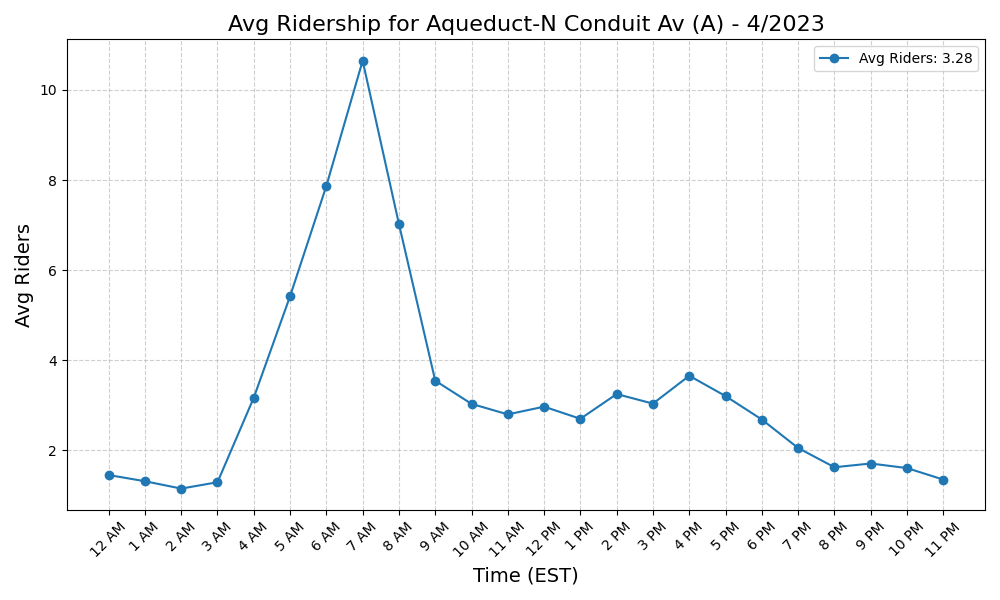 Avg Ridership for Aqueduct-N Conduit Av (A) - 4/2023
Avg Riders: 3.28
Avg Riders
10
8
6
4
2
12 AM
1 AM
2 AM
3 AM
4 AM
5 AM
6 AM
7 AM
8 AM
9 AM
10 AM
11 AM
12 PM
1 PM
2 PM
3 PM
4 PM
5 PM
6 PM
7 PM
8 PM
9 PM
10 PM
11 PM
Time (EST)